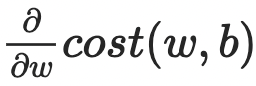 ∂/∂w cost(w, b)